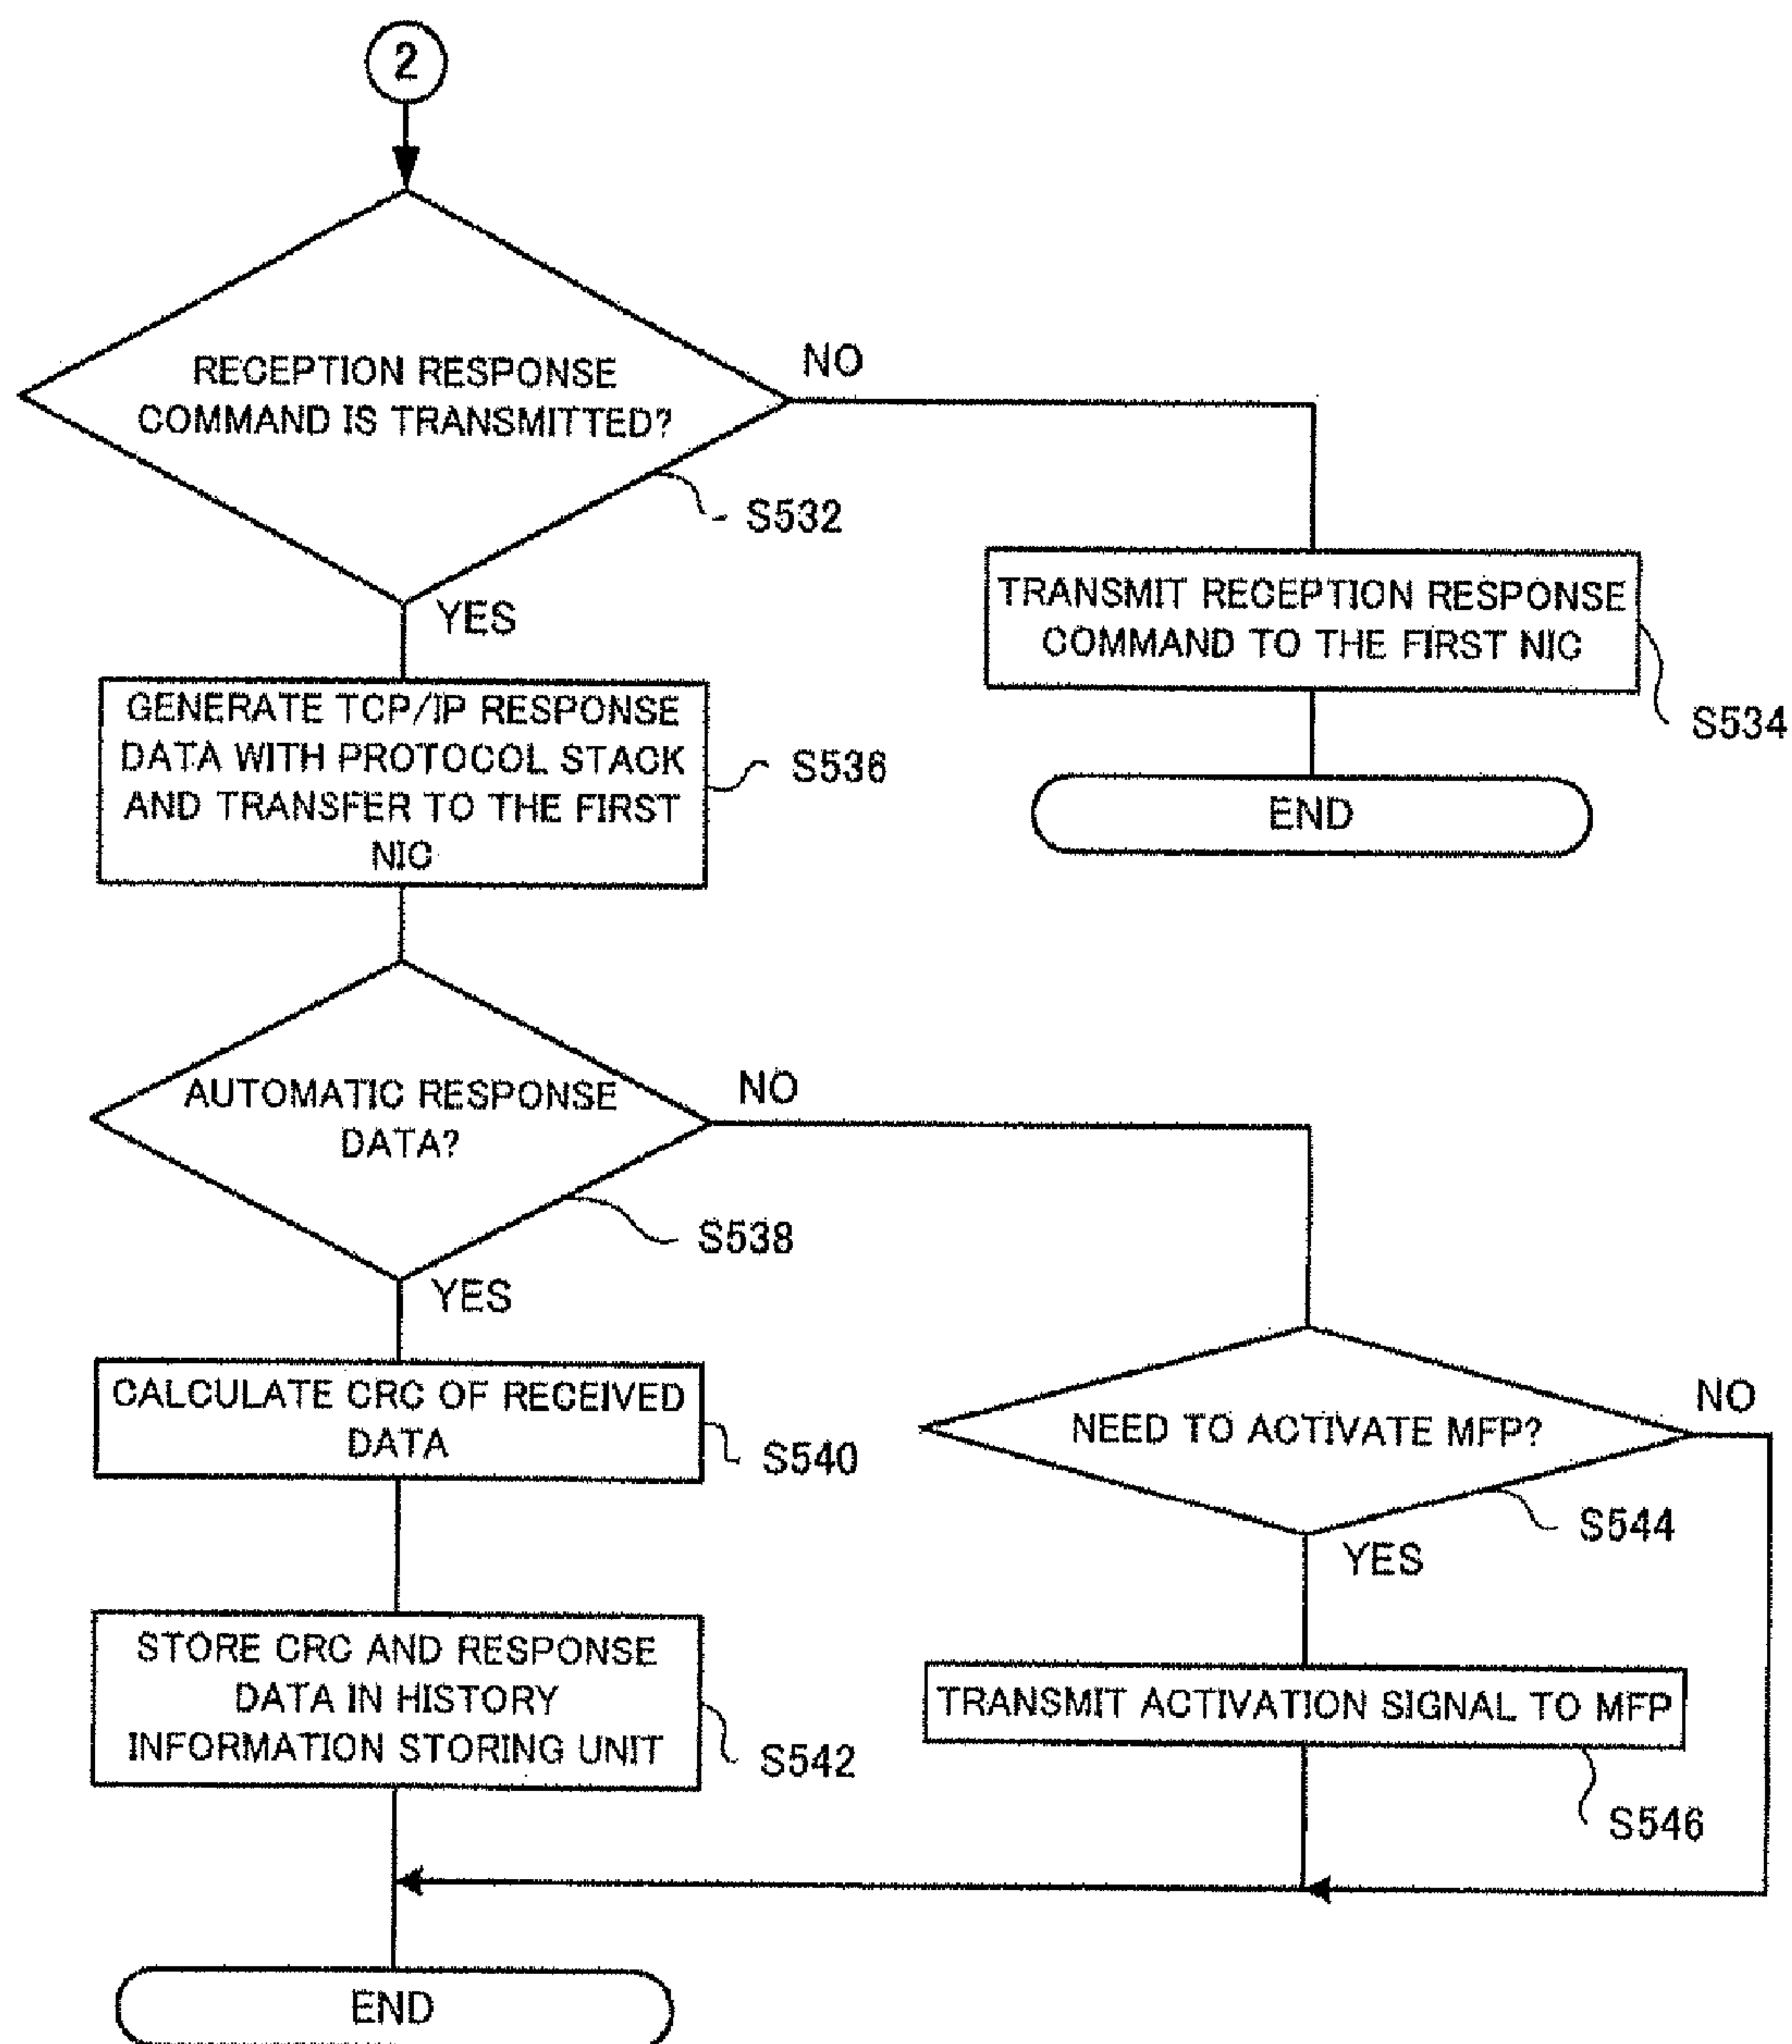 2
RECEPTION RESPONSE
COMMAND IS TRANSMITTED?
NO
S532
YES
TRANSMIT RECEPTION RESPONSE
COMMAND TO THE FIRST NIC
S534
END
GENERATE TCP/IP RESPONSE
DATA WITH PROTOCOL STACK
AND TRANSFER TO THE FIRST
NIC
S536
AUTOMATIC RESPONSE
DATA?
NO
S538
YES
CALCULATE CRC OF RECEIVED
DATA
S540
NEED TO ACTIVATE MFP?
NO
S544
YES
STORE CRC AND RESPONSE
DATA IN HISTORY
INFORMATION STORING UNIT
S542
TRANSMIT ACTIVATION SIGNAL TO MFP
S546
END